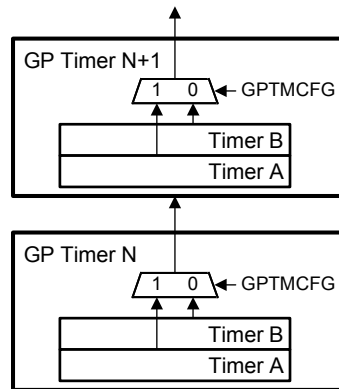 GP Timer N+1
1 0 GPTMCFG
Timer B
Timer A
GP Timer N
1 0 GPTMCFG
Timer B
Timer A